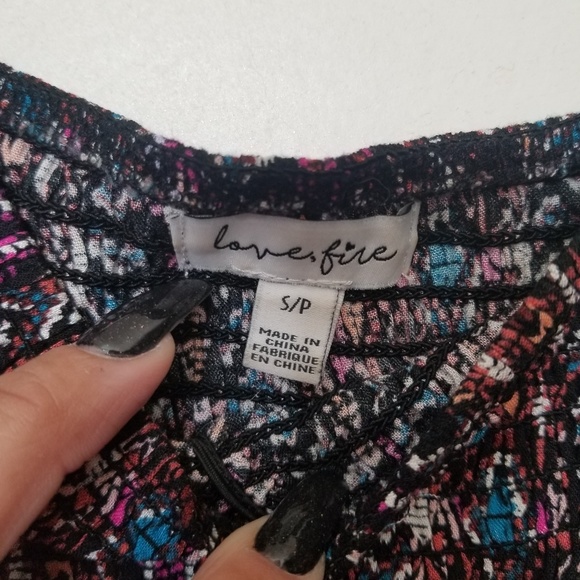 love, fire
S/P
MADE IN
CHINA
FABRIQUE
EN CHINE